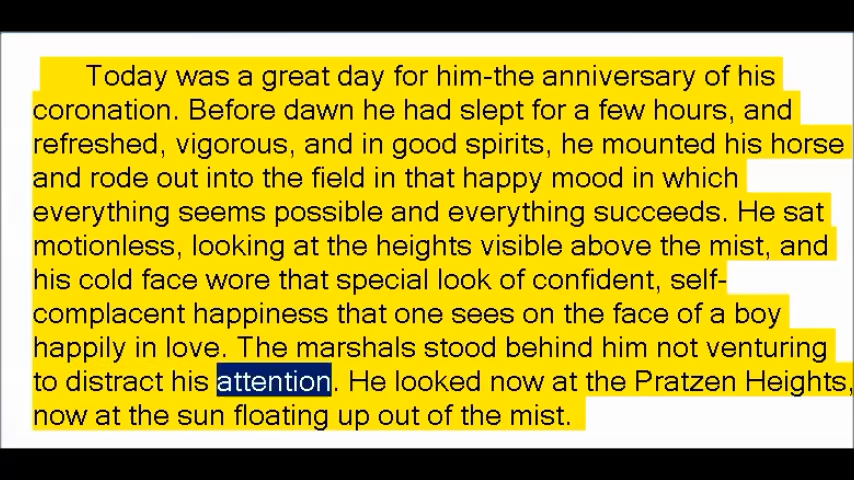 Today was a great day for him-the anniversary of his
coronation. Before dawn he had slept for a few hours, and
refreshed, vigorous, and in good spirits, he mounted his horse
and rode out into the field in that happy mood in which
everything seems possible and everything succeeds. He sat
motionless, looking at the heights visible above the mist, and
his cold face wore that special look of confident, self-
complacent happiness that one sees on the face of a boy
happily in love. The marshals stood behind him not venturing
to distract his attention. He looked now at the Pratzen Heights,
now at the sun floating up out of the mist.